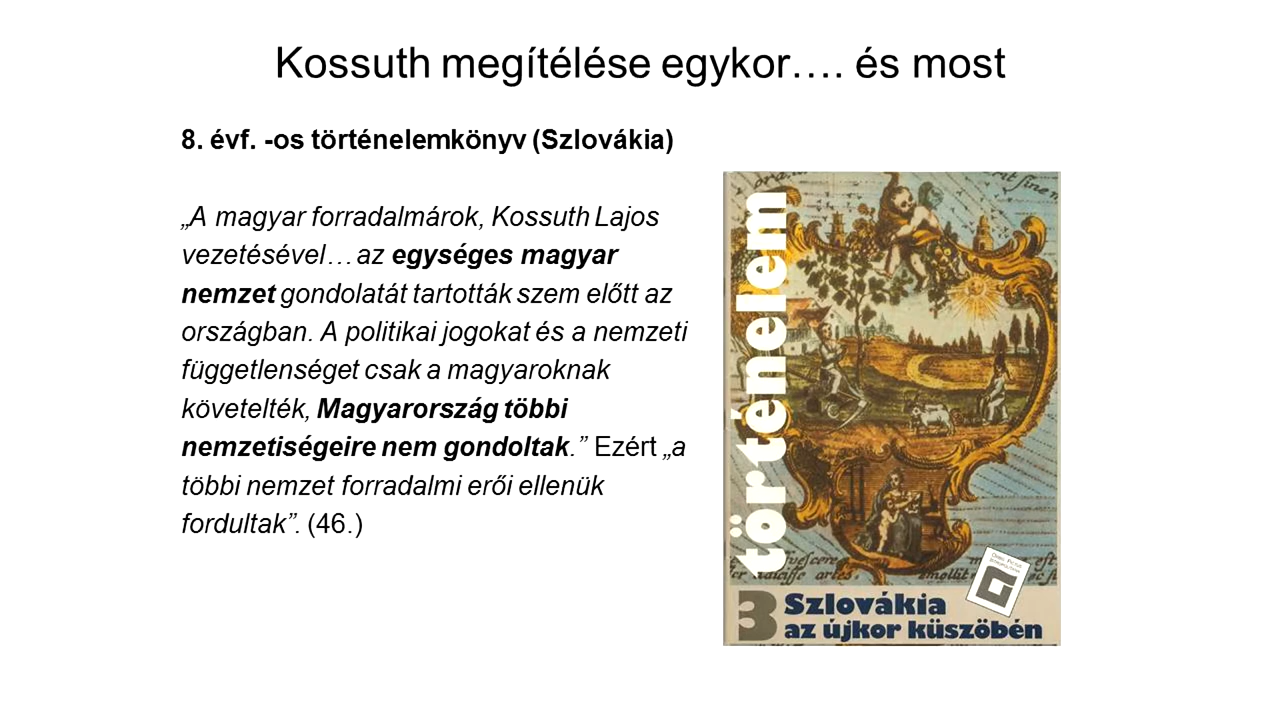 Kossuth megítélése egykor…. és most
8. évf. -os történelemkönyv (Szlovákia)
„A magyar forradalmárok, Kossuth Lajos
vezetésével… az egységes magyar
nemzet gondolatát tartották szem előtt az
országban. A politikai jogokat és a nemzeti
függetlenséget csak a magyaroknak
követelték, Magyarország többi
nemzetiségeire nem gondoltak.” Ezért „a
többi nemzet forradalmi erői ellenük
fordultak”. (46.)
történelem
3 Szlovákia
az újkor küszöbén